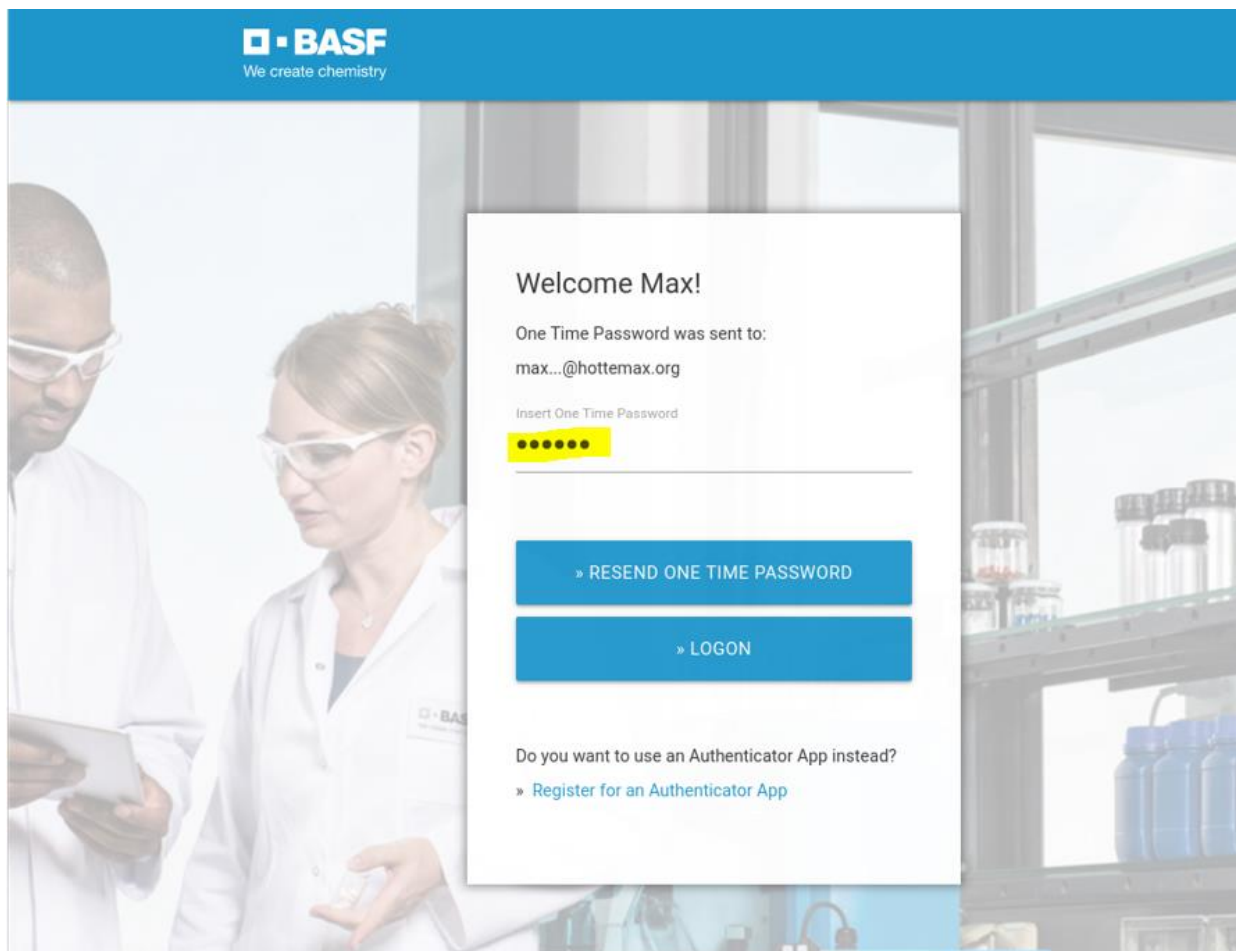 BASF
We create chemistry
Welcome Max!
One Time Password was sent to:
max...@hottemax.org
Insert One Time Password
••••••
» RESEND ONE TIME PASSWORD
» LOGON
Do you want to use an Authenticator App instead?
» Register for an Authenticator App